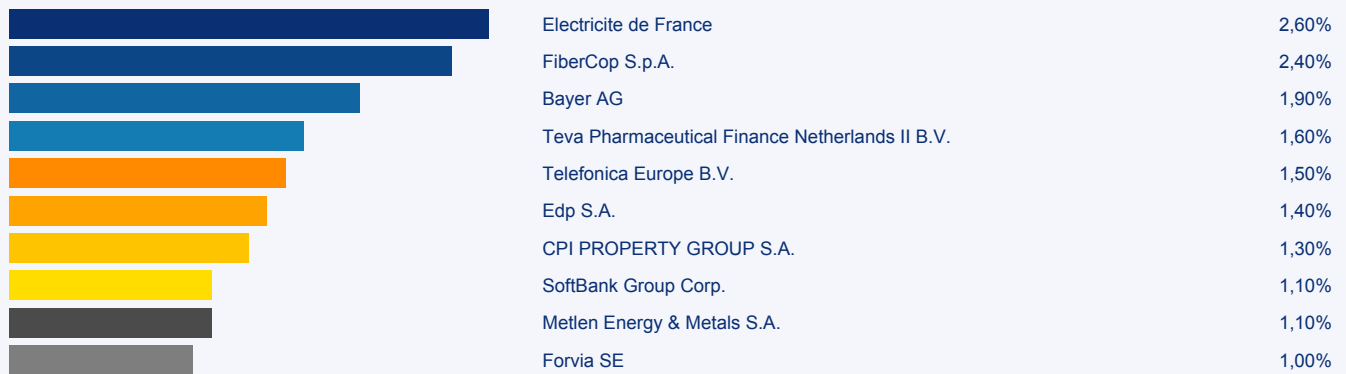 Electricite de France 2,60%
FiberCop S.p.A. 2,40%
Bayer AG 1,90%
Teva Pharmaceutical Finance Netherlands II B.V. 1,60%
Telefonica Europe B.V. 1,50%
Edp S.A. 1,40%
CPI PROPERTY GROUP S.A. 1,30%
SoftBank Group Corp. 1,10%
Metlen Energy & Metals S.A. 1,10%
Forvia SE 1,00%